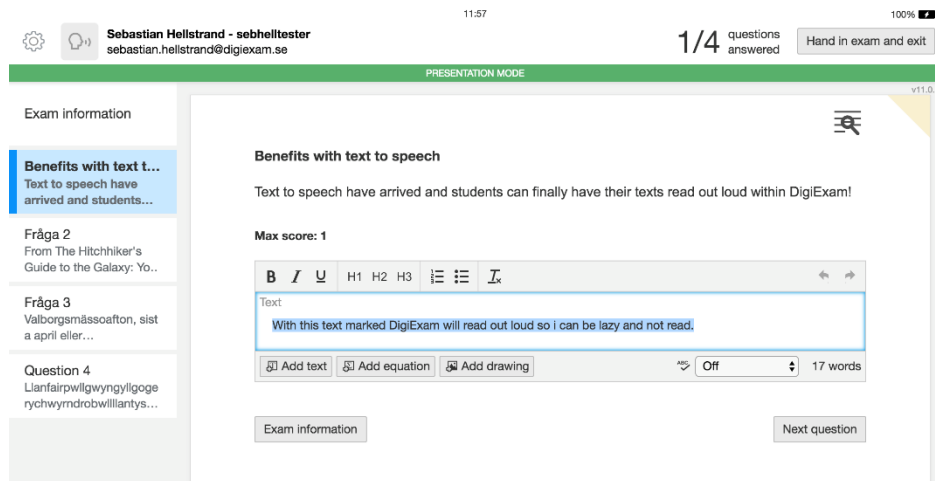 11:57
100%
Sebastian Hellstrand - sebhelltester
sebastian.hellstrand@digiexam.se
1/4 questions answered
Hand in exam and exit
PRESENTATION MODE
v11.0.
Exam information
Benefits with text t...
Text to speech have
arrived and students...
Fråga 2
From The Hitchhiker's
Guide to the Galaxy: Yo..
Fråga 3
Valborgsmässoafton, sist
a april eller...
Question 4
Llanfairpwllgwyngyllgoge
rychwyrndrobwllllantys...
Benefits with text to speech
Text to speech have arrived and students can finally have their texts read out loud within DigiExam!
Max score: 1
B I U H1 H2 H3
Text
With this text marked DigiExam will read out loud so i can be lazy and not read.
Add text Add equation Add drawing ABC Off 17 words
Exam information Next question